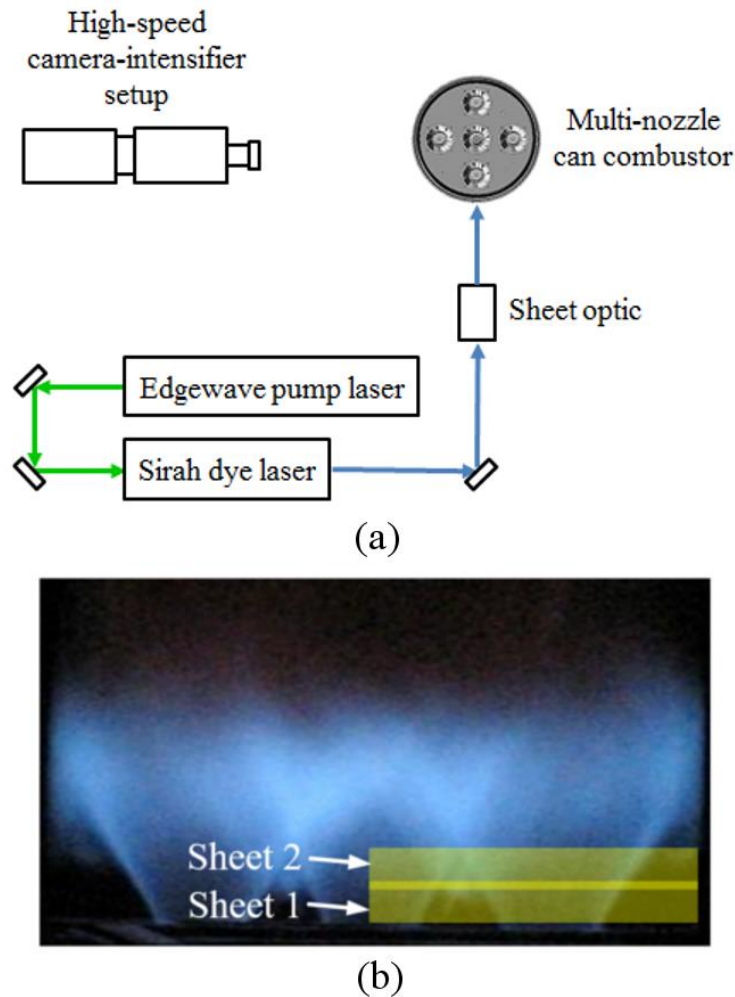 High-speed
camera-intensifier
setup
Multi-nozzle
can combustor
Sheet optic
Edgewave pump laser
Sirah dye laser
(a)
Sheet 2
Sheet 1
(b)